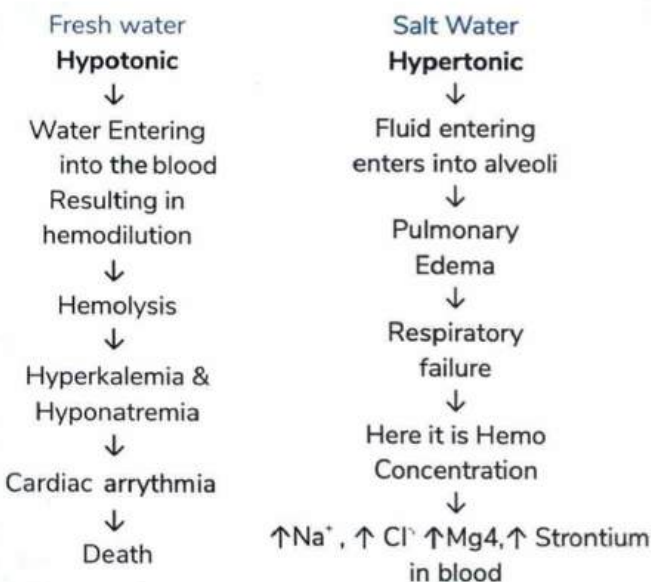 Fresh water
Hypotonic
↓
Water Entering
into the blood
Resulting in
hemodilution
↓
Hemolysis
↓
Hyperkalemia &
Hyponatremia
↓
Cardiac arrythmia
↓
Death
Salt Water
Hypertonic
↓
Fluid entering
enters into alveoli
↓
Pulmonary
Edema
↓
Respiratory
failure
↓
Here it is Hemo
Concentration
↓
↑Na⁺, ↑ Cl⁻ ↑Mg4,↑ Strontium
in blood